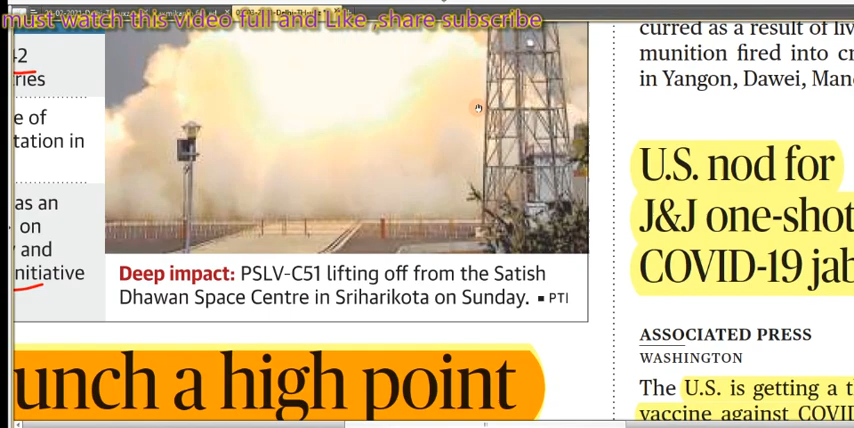 must watch this video full and Like ,share subscribe
42
ries
e of
tation in
as an
on
and
nitiative
Deep impact: PSLV-C51 lifting off from the Satish
Dhawan Space Centre in Sriharikota on Sunday. ■ PTI
unch a high point
curred as a result of liv
munition fired into cr
in Yangon, Dawei, Man
U.S. nod for
J&J one-shot
COVID-19 jab
ASSOCIATED PRESS
WASHINGTON
The U.S. is getting a t
vaccine against COVID